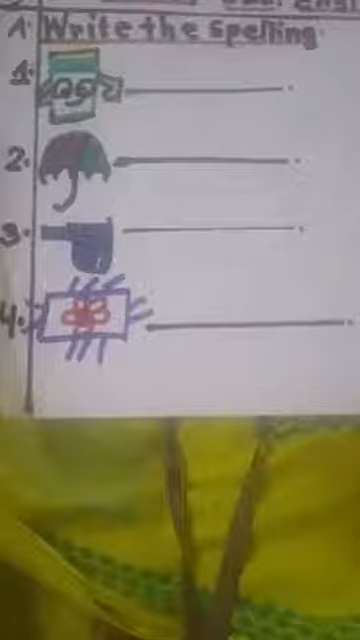 A. Write the Spelling.
1.
2.
3.
4.